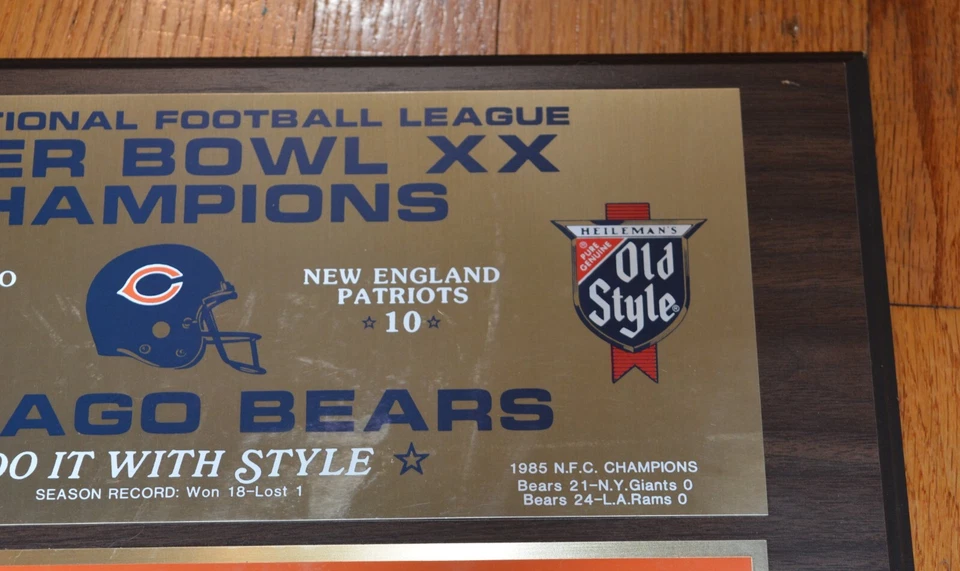 TIONAL FOOTBALL LEAGUE
ER BOWL XX
HAMPIONS
O
NEW ENGLAND
PATRIOTS
☆10☆
C
HEILEMAN'S
®
PURE
GENUINE
Old
Style®
AGO BEARS
DO IT WITH STYLE ☆
SEASON RECORD: Won 18-Lost 1
1985 N.F.C. CHAMPIONS
Bears 21-N.Y.Giants 0
Bears 24-L.A.Rams 0